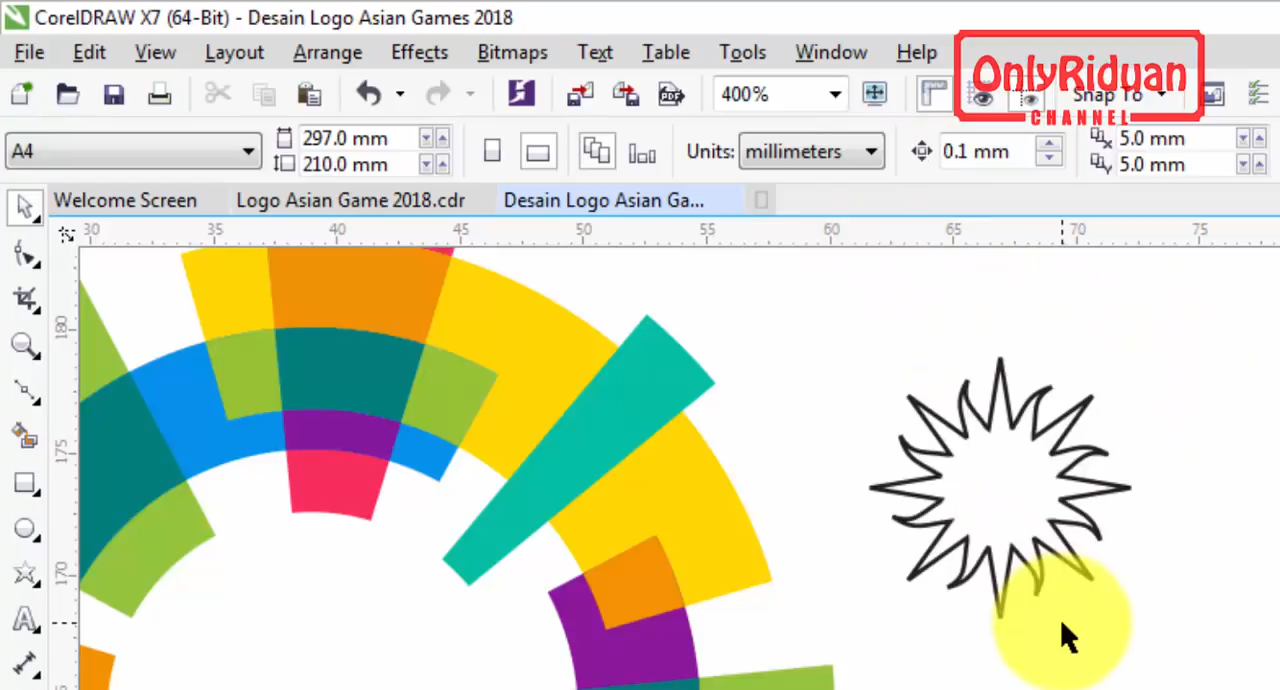 CorelDRAW X7 (64-Bit) - Desain Logo Asian Games 2018
File Edit View Layout Arrange Effects Bitmaps Text Table Tools Window Help
OnlyRiduan
CHANNEL
PDF 400% Snap To
A4 297.0 mm 210.0 mm Units: millimeters 0.1 mm 5.0 mm 5.0 mm
Welcome Screen Logo Asian Game 2018.cdr Desain Logo Asian Ga...
30 35 40 45 50 55 60 65 70 75
180
175
170